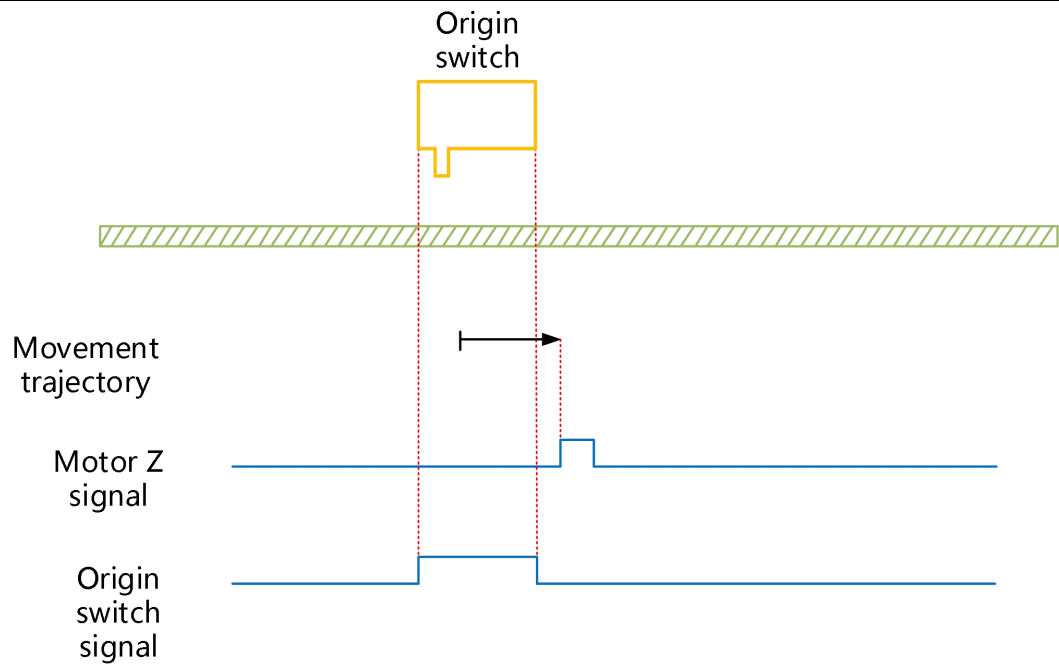 Origin
switch
Movement
trajectory
Motor Z
signal
Origin
switch
signal